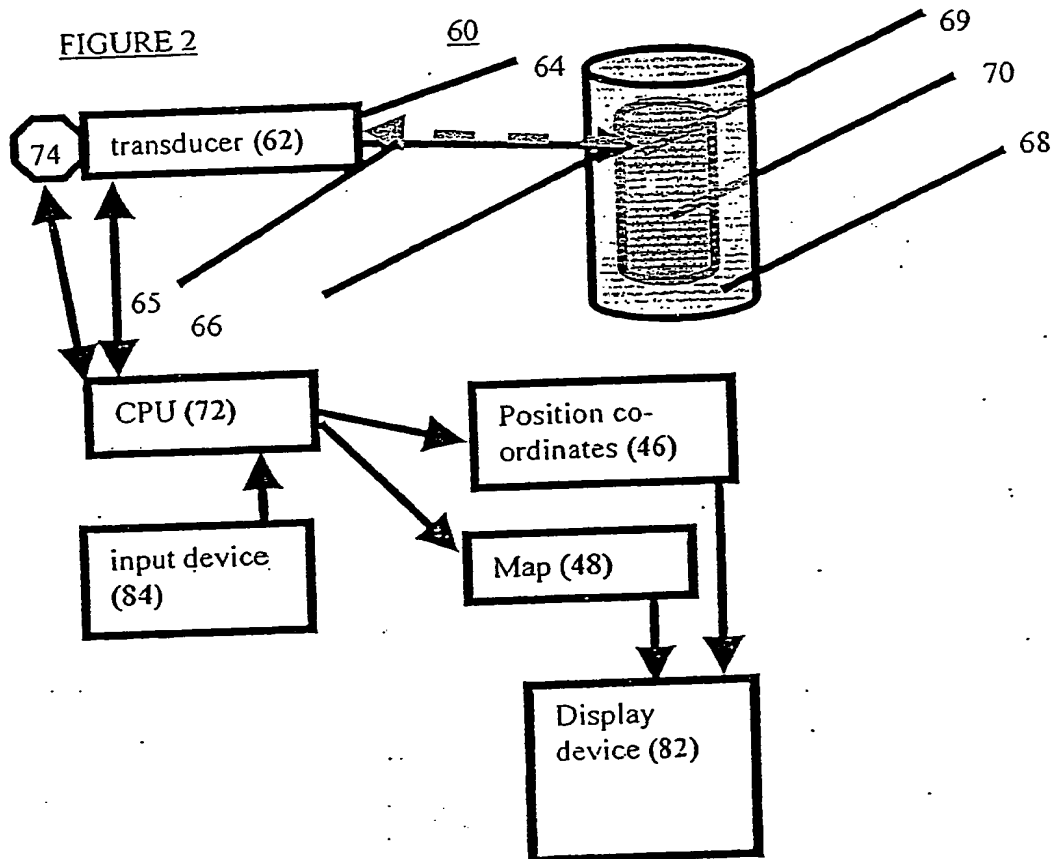 FIGURE 2
60
69
64
70
74
transducer (62)
68
65
66
CPU (72)
Position co-
ordinates (46)
input device
(84)
Map (48)
Display
device (82)